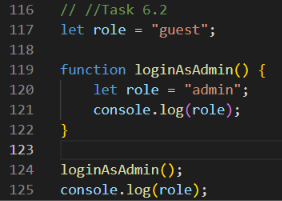 116 // //Task 6.2
117 let role = "guest";
118
119 function loginAsAdmin() {
120     let role = "admin";
121     console.log(role);
122 }
123
124 loginAsAdmin();
125 console.log(role);